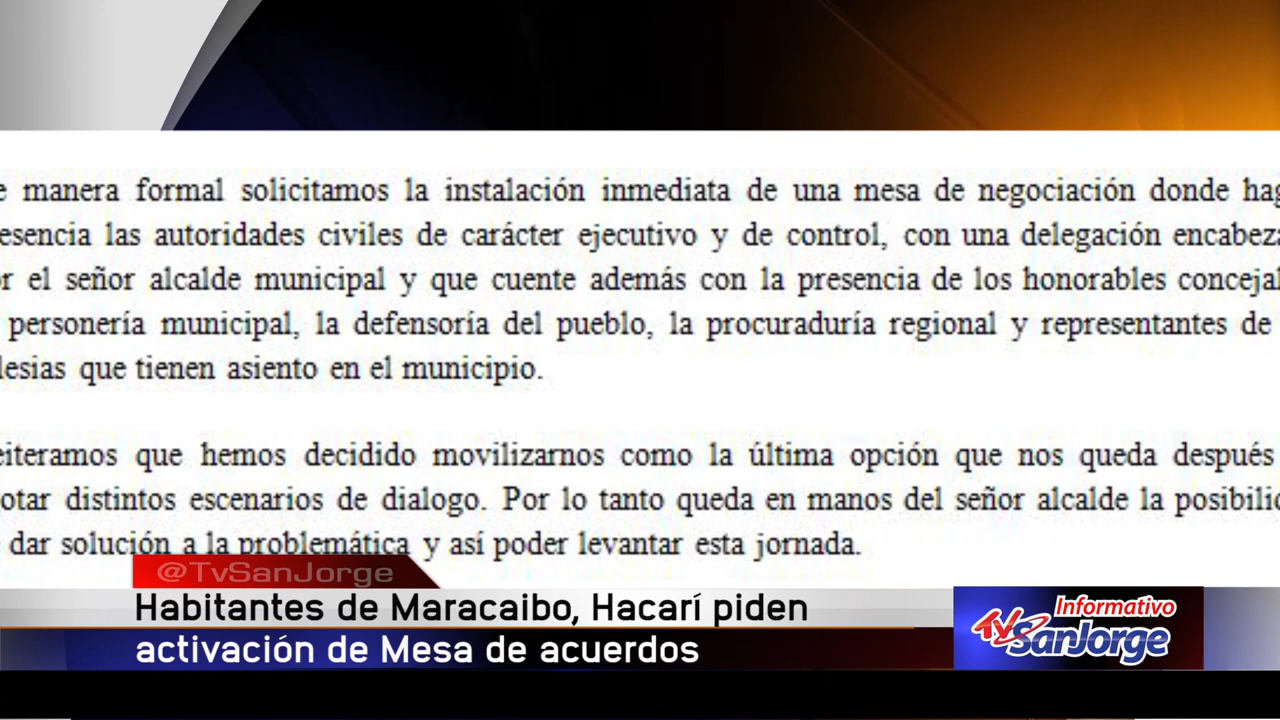 e manera formal solicitamos la instalación inmediata de una mesa de negociación donde hag
esencia las autoridades civiles de carácter ejecutivo y de control, con una delegación encabeza
or el señor alcalde municipal y que cuente además con la presencia de los honorables concejal
personería municipal, la defensoría del pueblo, la procuraduría regional y representantes de
lesias que tienen asiento en el municipio.
eiteramos que hemos decidido movilizarnos como la última opción que nos queda después
otar distintos escenarios de dialogo. Por lo tanto queda en manos del señor alcalde la posibilid
dar solución a la problemática y así poder levantar esta jornada.
@TvSanJorge
Habitantes de Maracaibo, Hacarí piden
activación de Mesa de acuerdos
Informativo
TV SanJorge